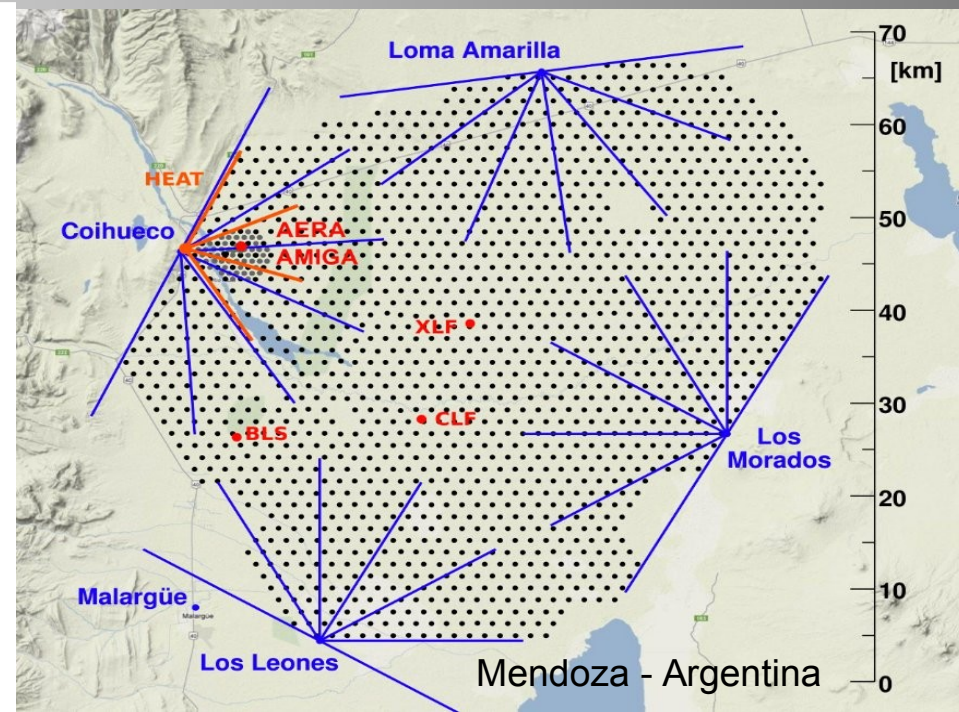 Loma Amarilla
70
[km]
60
HEAT
Coihueco
AERA
AMIGA
50
40
XLF
CLF
BLS
30
Los
Morados
20
10
Malargüe
Malargue
Los Leones
Mendoza - Argentina
0